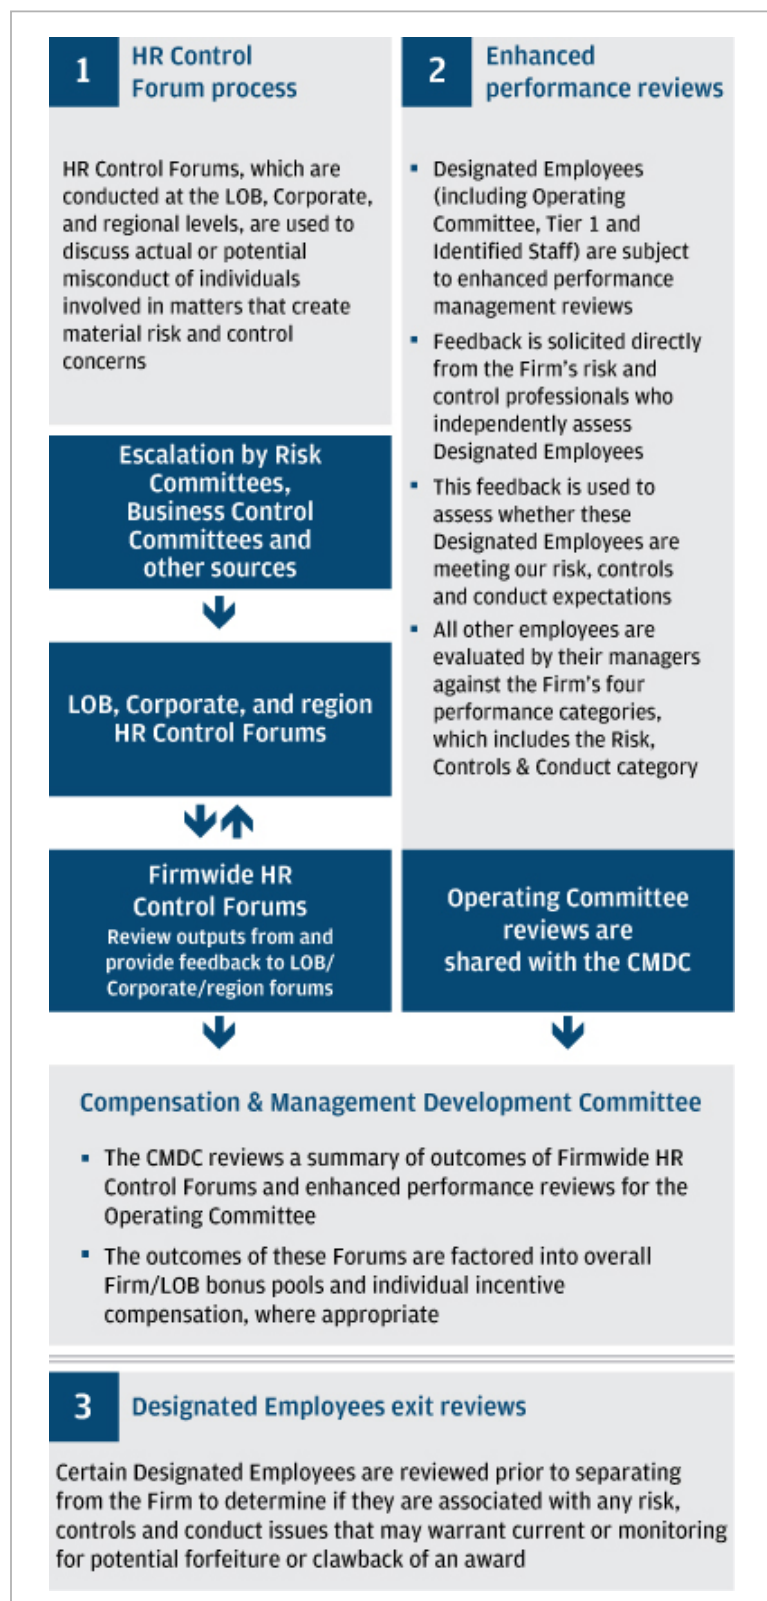 1
HR Control
Forum process
HR Control Forums, which are
conducted at the LOB, Corporate,
and regional levels, are used to
discuss actual or potential
misconduct of individuals
involved in matters that create
material risk and control
concerns
Escalation by Risk
Committees,
Business Control
Committees and
other sources
LOB, Corporate, and region
HR Control Forums
Firmwide HR
Control Forums
Review outputs from and
provide feedback to LOB/
Corporate/region forums
2
Enhanced
performance reviews
▪ Designated Employees
(including Operating
Committee, Tier 1 and
Identified Staff) are subject
to enhanced performance
management reviews
▪ Feedback is solicited directly
from the Firm's risk and
control professionals who
independently assess
Designated Employees
▪ This feedback is used to
assess whether these
Designated Employees are
meeting our risk, controls
and conduct expectations
▪ All other employees are
evaluated by their managers
against the Firm's four
performance categories,
which includes the Risk,
Controls & Conduct category
Operating Committee
reviews are
shared with the CMDC
Compensation & Management Development Committee
▪ The CMDC reviews a summary of outcomes of Firmwide HR
Control Forums and enhanced performance reviews for the
Operating Committee
▪ The outcomes of these Forums are factored into overall
Firm/LOB bonus pools and individual incentive
compensation, where appropriate
3
Designated Employees exit reviews
Certain Designated Employees are reviewed prior to separating
from the Firm to determine if they are associated with any risk,
controls and conduct issues that may warrant current or monitoring
for potential forfeiture or clawback of an award